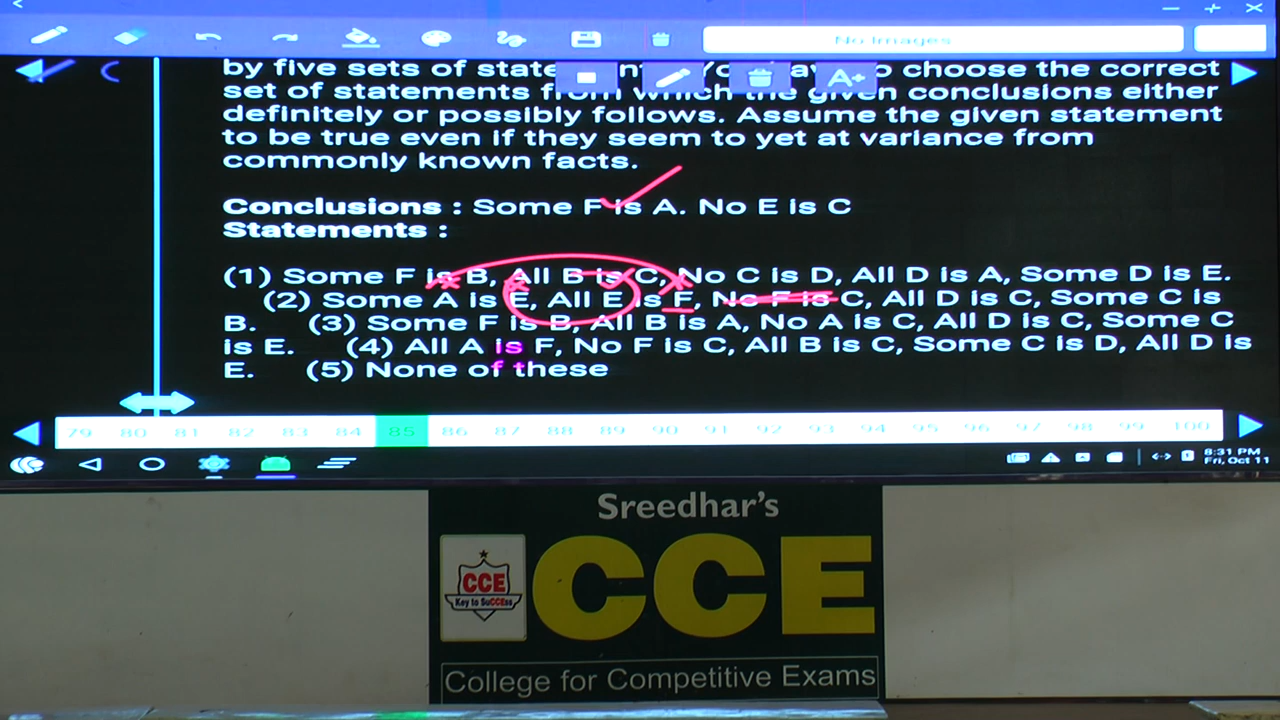 No Images
A+
by five sets of have choose the correct
set of statements from which the given conclusions either
definitely or possibly follows. Assume the given statement
to be true even if they seem to yet at variance from
commonly known facts.
Conclusions : Some F is A. No E is C
Statements :
(1) Some F is B, All B is C, No C is D, All D is A, Some D is E.
(2) Some A is E, All E is F, No F is C, All D is C, Some C is
B. (3) Some F is B, All B is A, No A is C, All D is C, Some C
is E. (4) All A is F, No F is C, All B is C, Some C is D, All D is
E. (5) None of these
79 80 81 82 83 84 85 86 87 88 89 90 91 92 93 94 95 96 97 98 99 100
8:31 PM
Fri, Oct 11
Sreedhar's
CCE
Key to SuCCEss
CCE
College for Competitive Exams